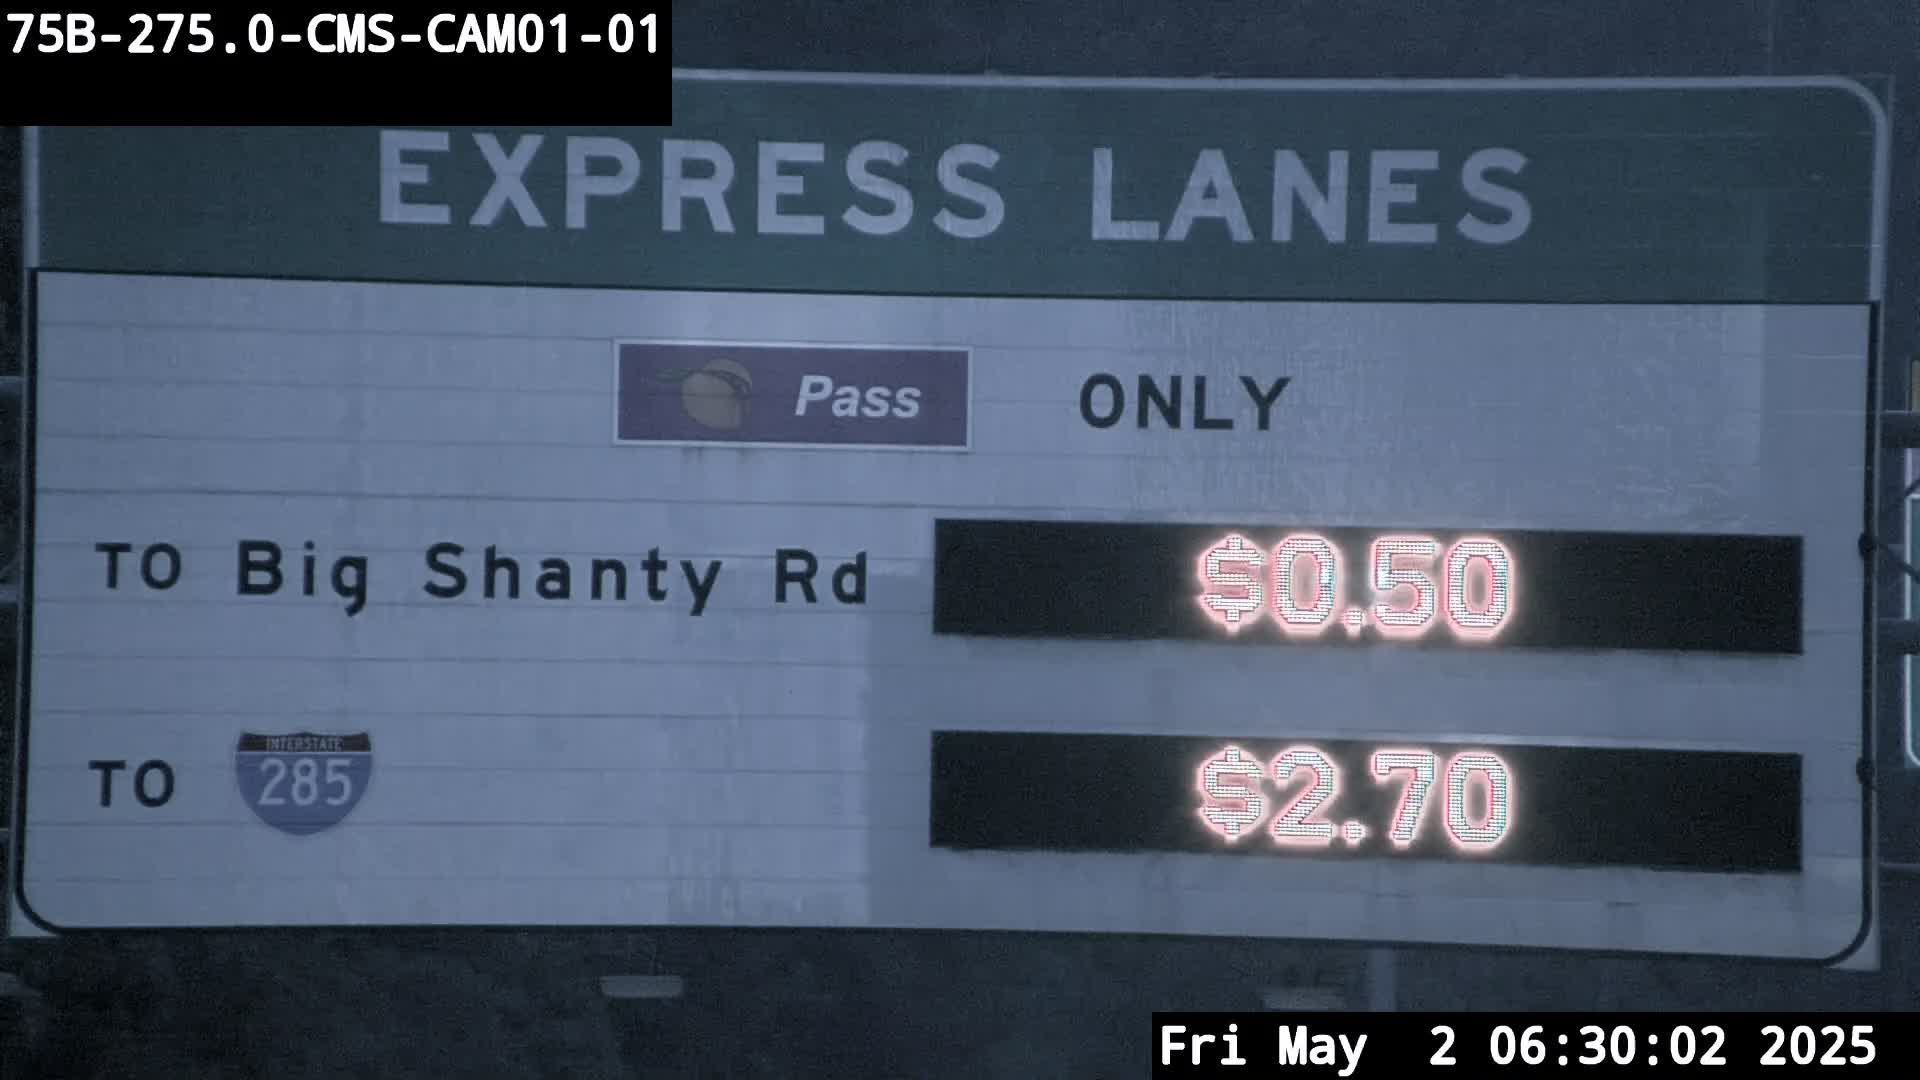 75B-275.0-CMS-CAM01-01
EXPRESS LANES
Pass ONLY
TO Big Shanty Rd $0.50
INTERSTATE
TO 285 $2.70
Fri May 2 06:30:02 2025